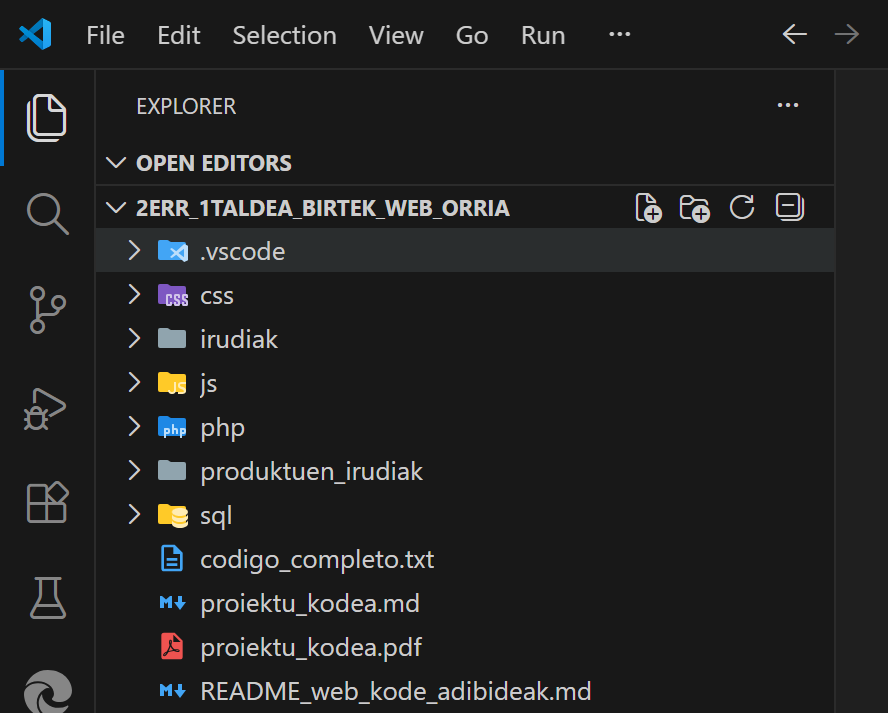 File Edit Selection View Go Run ···
EXPLORER ···
OPEN EDITORS
2ERR_1TALDEA_BIRTEK_WEB_ORRIA
.vscode
css
irudiak
js
php
produktuen_irudiak
sql
codigo_completo.txt
proiektu_kodea.md
proiektu_kodea.pdf
README_web_kode_adibideak.md